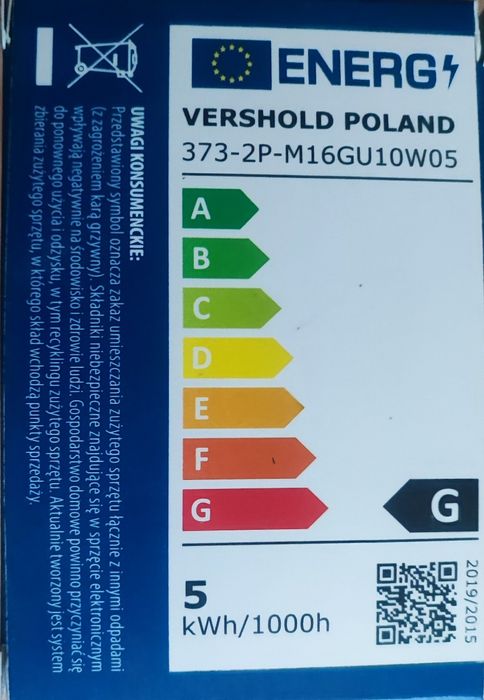 ENERG
VERSHOLD POLAND
373-2P-M16GU10W05
A
B
C
D
E
F
G
G
5
kWh/1000h
2019/2015
UWAGI KONSUMENCKIE:
Przedstawiony symbol oznacza zakaz umieszczania zużytego sprzętu łącznie z innymi odpadami
(z zagrożeniem karą grzywny). Składniki niebezpieczne znajdujące się w sprzęcie elektronicznym
wpływają negatywnie na środowisko i zdrowie ludzi. Gospodarstwo domowe powinno przyczyniać się
do ponownego użycia i odzysku, w tym recyklingu zużytego sprzętu. Aktualnie tworzony jest system
zbierania zużytego sprzętu, w którego skład wchodzą punkty sprzedaży.